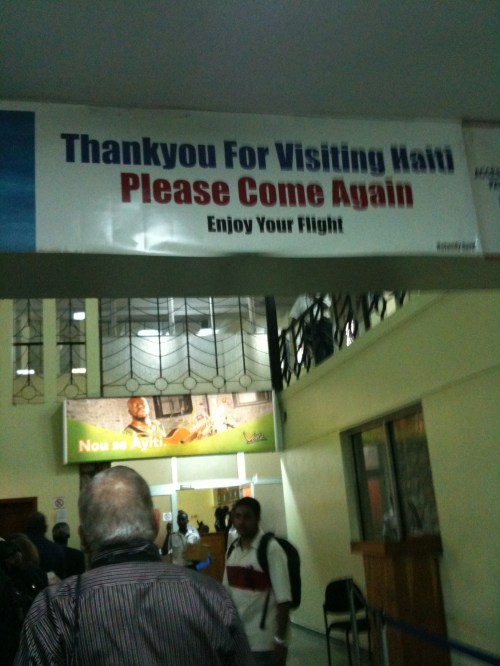 Thankyou For Visiting Haiti
Please Come Again
Enjoy Your Flight
Nou se Ayiti.